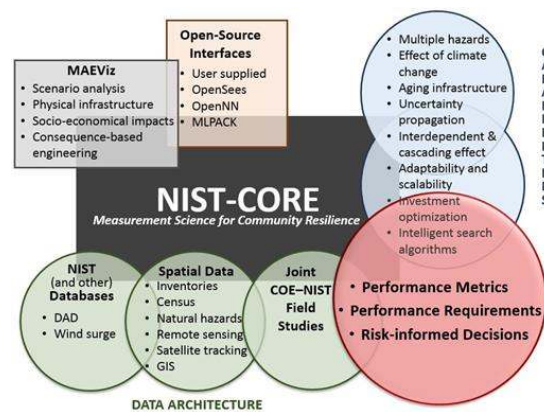 Open-Source
Interfaces
• User supplied
• OpenSees
• OpenNN
• MLPACK
MAEViz
• Scenario analysis
• Physical infrastructure
• Socio-economical impacts
• Consequence-based
engineering
• Multiple hazards
• Effect of climate
change
• Aging infrastructure
• Uncertainty
propagation
• Interdependent &
cascading effect
• Adaptability and
scalability
• Investment
optimization
• Intelligent search
algorithms
NIST-CORE
Measurement Science for Community Resilience
NIST
(and other)
Databases
• DAD
• Wind surge
Spatial Data
• Inventories
• Census
• Natural hazards
• Remote sensing
• Satellite tracking
• GIS
Joint
COE–NIST
Field
Studies
• Performance Metrics
• Performance Requirements
• Risk-informed Decisions
DATA ARCHITECTURE